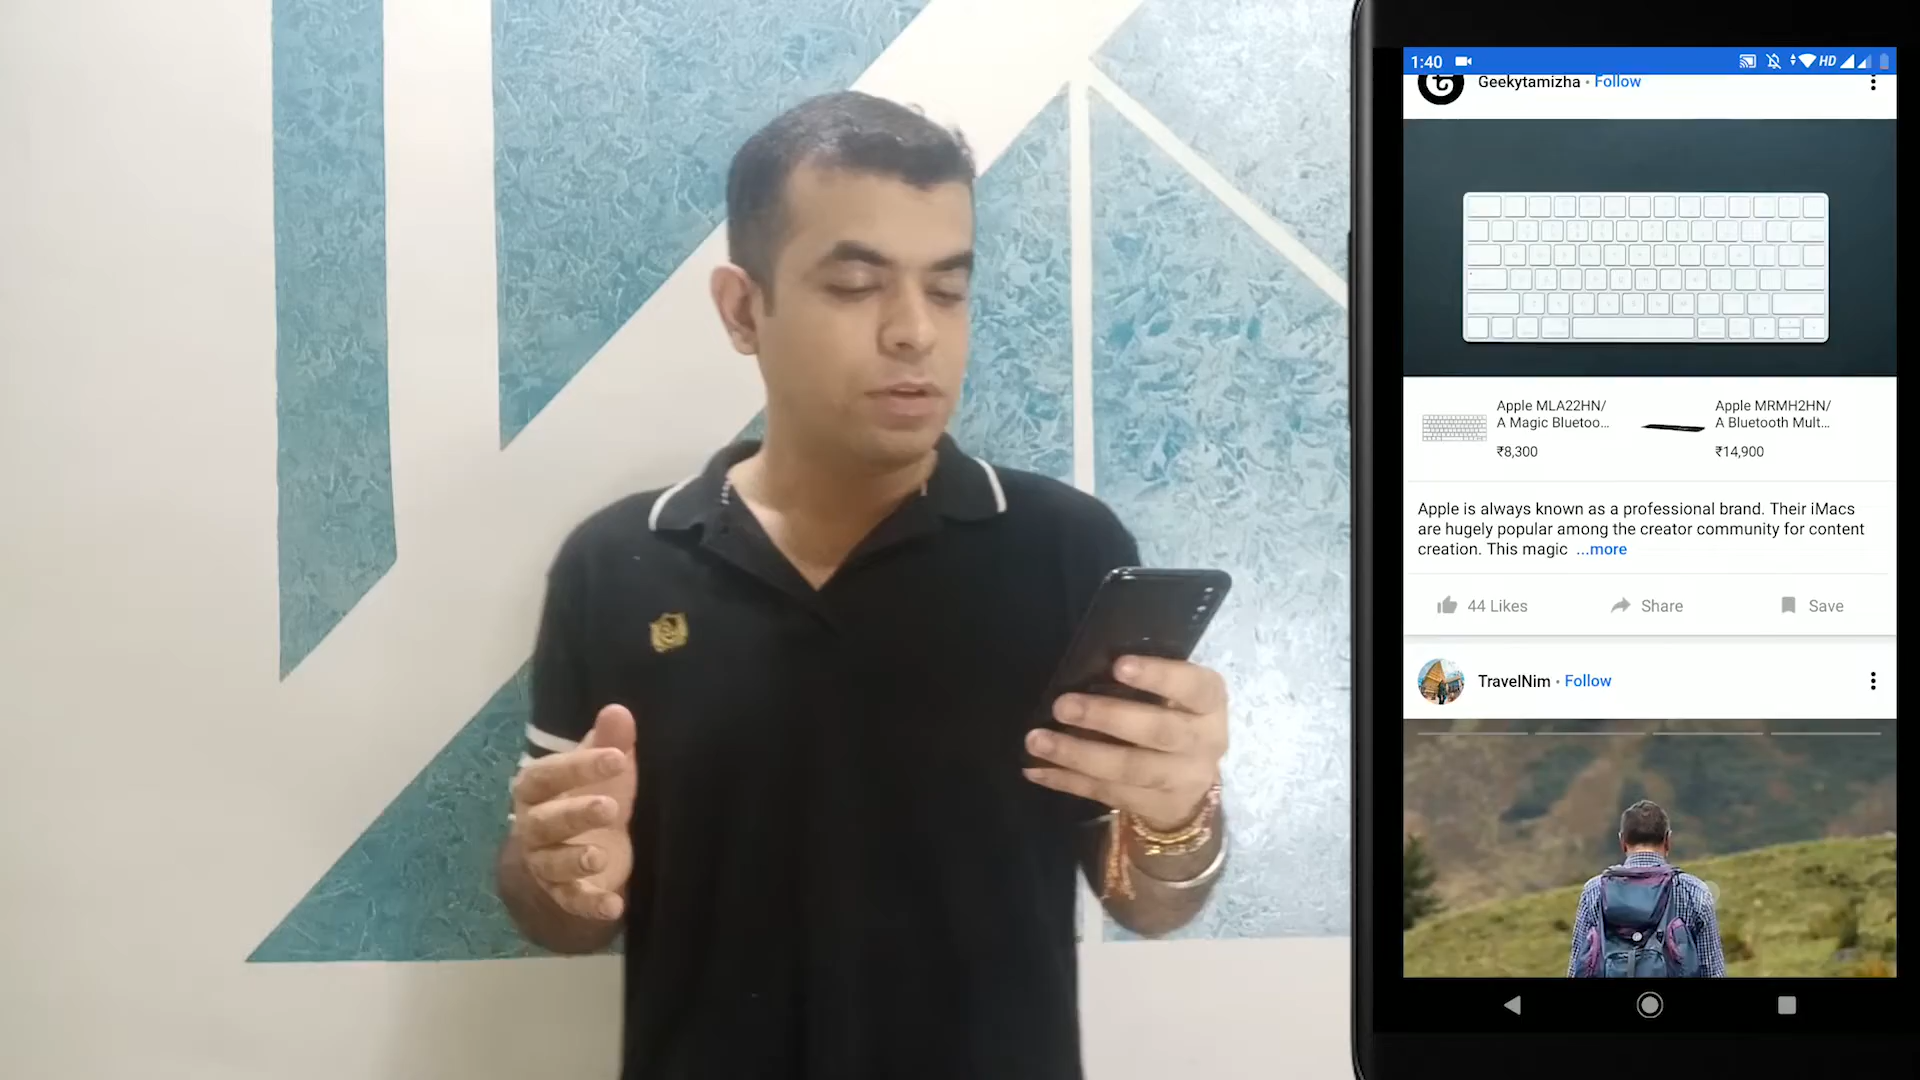 1:40
HD
Geekytamizha • Follow
Apple MLA22HN/
A Magic Bluetoo...
₹8,300
Apple MRMH2HN/
A Bluetooth Mult...
₹14,900
Apple is always known as a professional brand. Their iMacs
are hugely popular among the creator community for content
creation. This magic ...more
44 Likes
Share
Save
TravelNim • Follow